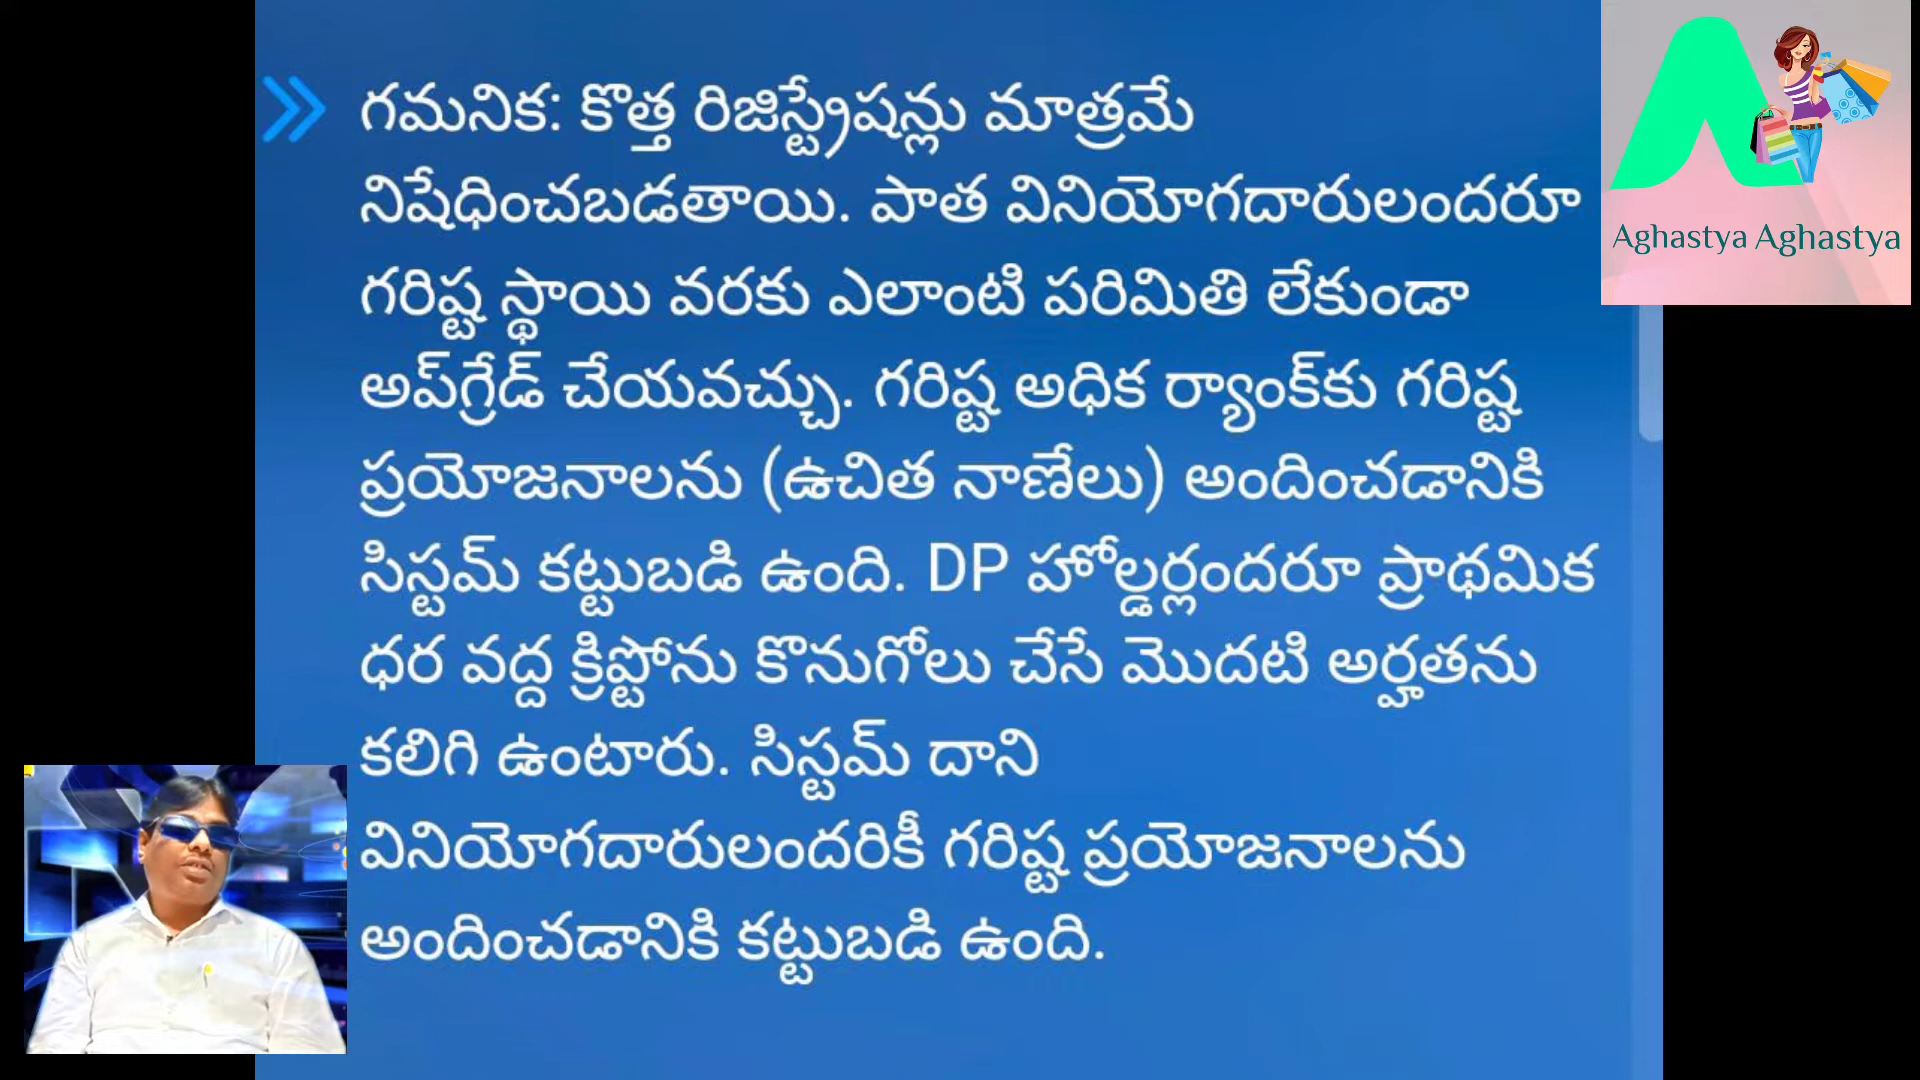 గమనిక: కొత్త రిజిస్ట్రేషన్లు మాత్రమే
నిషేధించబడతాయి. పాత వినియోగదారులందరూ
గరిష్ట స్థాయి వరకు ఎలాంటి పరిమితి లేకుండా
అప్‌గ్రేడ్ చేయవచ్చు. గరిష్ట అధిక ర్యాంక్‌కు గరిష్ట
ప్రయోజనాలను (ఉచిత నాణేలు) అందించడానికి
సిస్టమ్ కట్టుబడి ఉంది. DP హోల్డర్లందరూ ప్రాథమిక
ధర వద్ద క్రిప్టోను కొనుగోలు చేసే మొదటి అర్హతను
కలిగి ఉంటారు. సిస్టమ్ దాని
వినియోగదారులందరికీ గరిష్ట ప్రయోజనాలను
అందించడానికి కట్టుబడి ఉంది.
Aghastya Aghastya